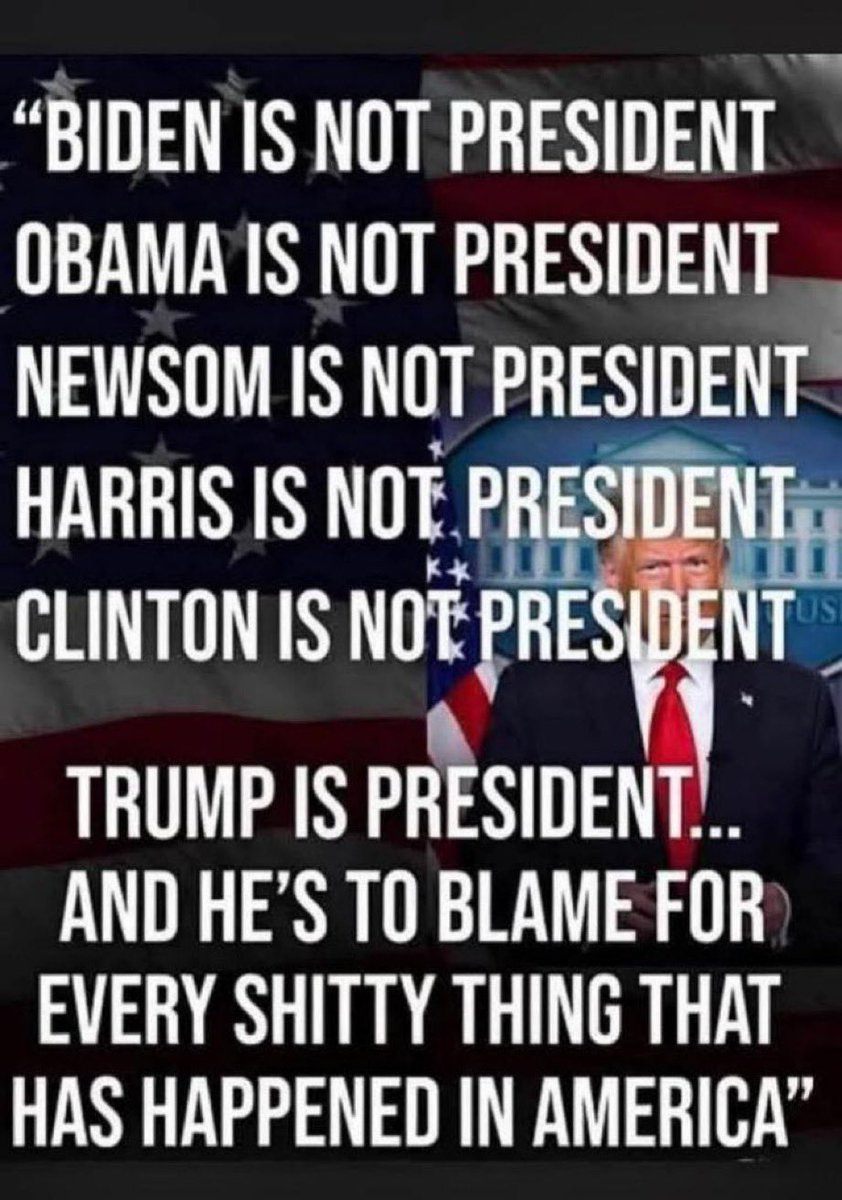 “BIDEN IS NOT PRESIDENT
OBAMA IS NOT PRESIDENT
NEWSOM IS NOT PRESIDENT
HARRIS IS NOT PRESIDENT
CLINTON IS NOT PRESIDENT
TRUMP IS PRESIDENT...
AND HE’S TO BLAME FOR
EVERY SHITTY THING THAT
HAS HAPPENED IN AMERICA”